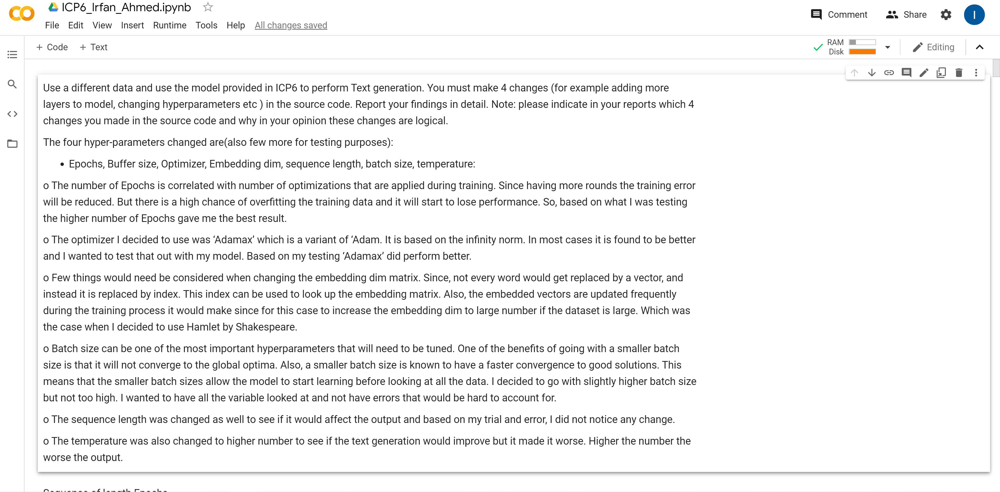 ICP6_Irfan_Ahmed.ipynb
File Edit View Insert Runtime Tools Help All changes saved
Comment Share I
+ Code + Text
RAM
Disk
Editing
Use a different data and use the model provided in ICP6 to perform Text generation. You must make 4 changes (for example adding more
layers to model, changing hyperparameters etc ) in the source code. Report your findings in detail. Note: please indicate in your reports which 4
changes you made in the source code and why in your opinion these changes are logical.
The four hyper-parameters changed are(also few more for testing purposes):
• Epochs, Buffer size, Optimizer, Embedding dim, sequence length, batch size, temperature:
o The number of Epochs is correlated with number of optimizations that are applied during training. Since having more rounds the training error
will be reduced. But there is a high chance of overfitting the training data and it will start to lose performance. So, based on what I was testing
the higher number of Epochs gave me the best result.
o The optimizer I decided to use was ‘Adamax’ which is a variant of ‘Adam. It is based on the infinity norm. In most cases it is found to be better
and I wanted to test that out with my model. Based on my testing ‘Adamax’ did perform better.
o Few things would need be considered when changing the embedding dim matrix. Since, not every word would get replaced by a vector, and
instead it is replaced by index. This index can be used to look up the embedding matrix. Also, the embedded vectors are updated frequently
during the training process it would make since for this case to increase the embedding dim to large number if the dataset is large. Which was
the case when I decided to use Hamlet by Shakespeare.
o Batch size can be one of the most important hyperparameters that will need to be tuned. One of the benefits of going with a smaller batch
size is that it will not converge to the global optima. Also, a smaller batch size is known to have a faster convergence to good solutions. This
means that the smaller batch sizes allow the model to start learning before looking at all the data. I decided to go with slightly higher batch size
but not too high. I wanted to have all the variable looked at and not have errors that would be hard to account for.
o The sequence length was changed as well to see if it would affect the output and based on my trial and error, I did not notice any change.
o The temperature was also changed to higher number to see if the text generation would improve but it made it worse. Higher the number the
worse the output.
Sequence of length Epochs